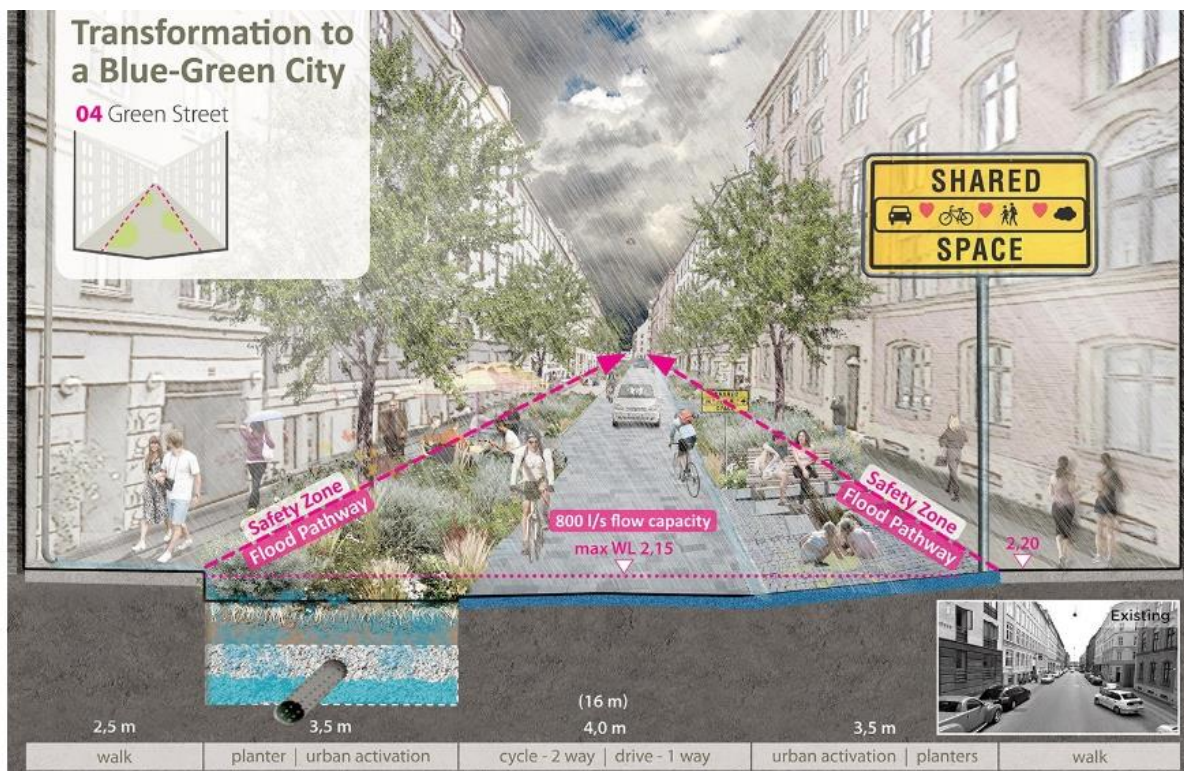 Transformation to
a Blue-Green City
04 Green Street
SHARED
SPACE
Safety Zone
Flood Pathway
800 l/s flow capacity
max WL 2,15
Safety Zone
Flood Pathway
2,20
Existing
(16 m)
2,5 m
3,5 m
4,0 m
3,5 m
walk
planter | urban activation
cycle - 2 way | drive - 1 way
urban activation | planters
walk